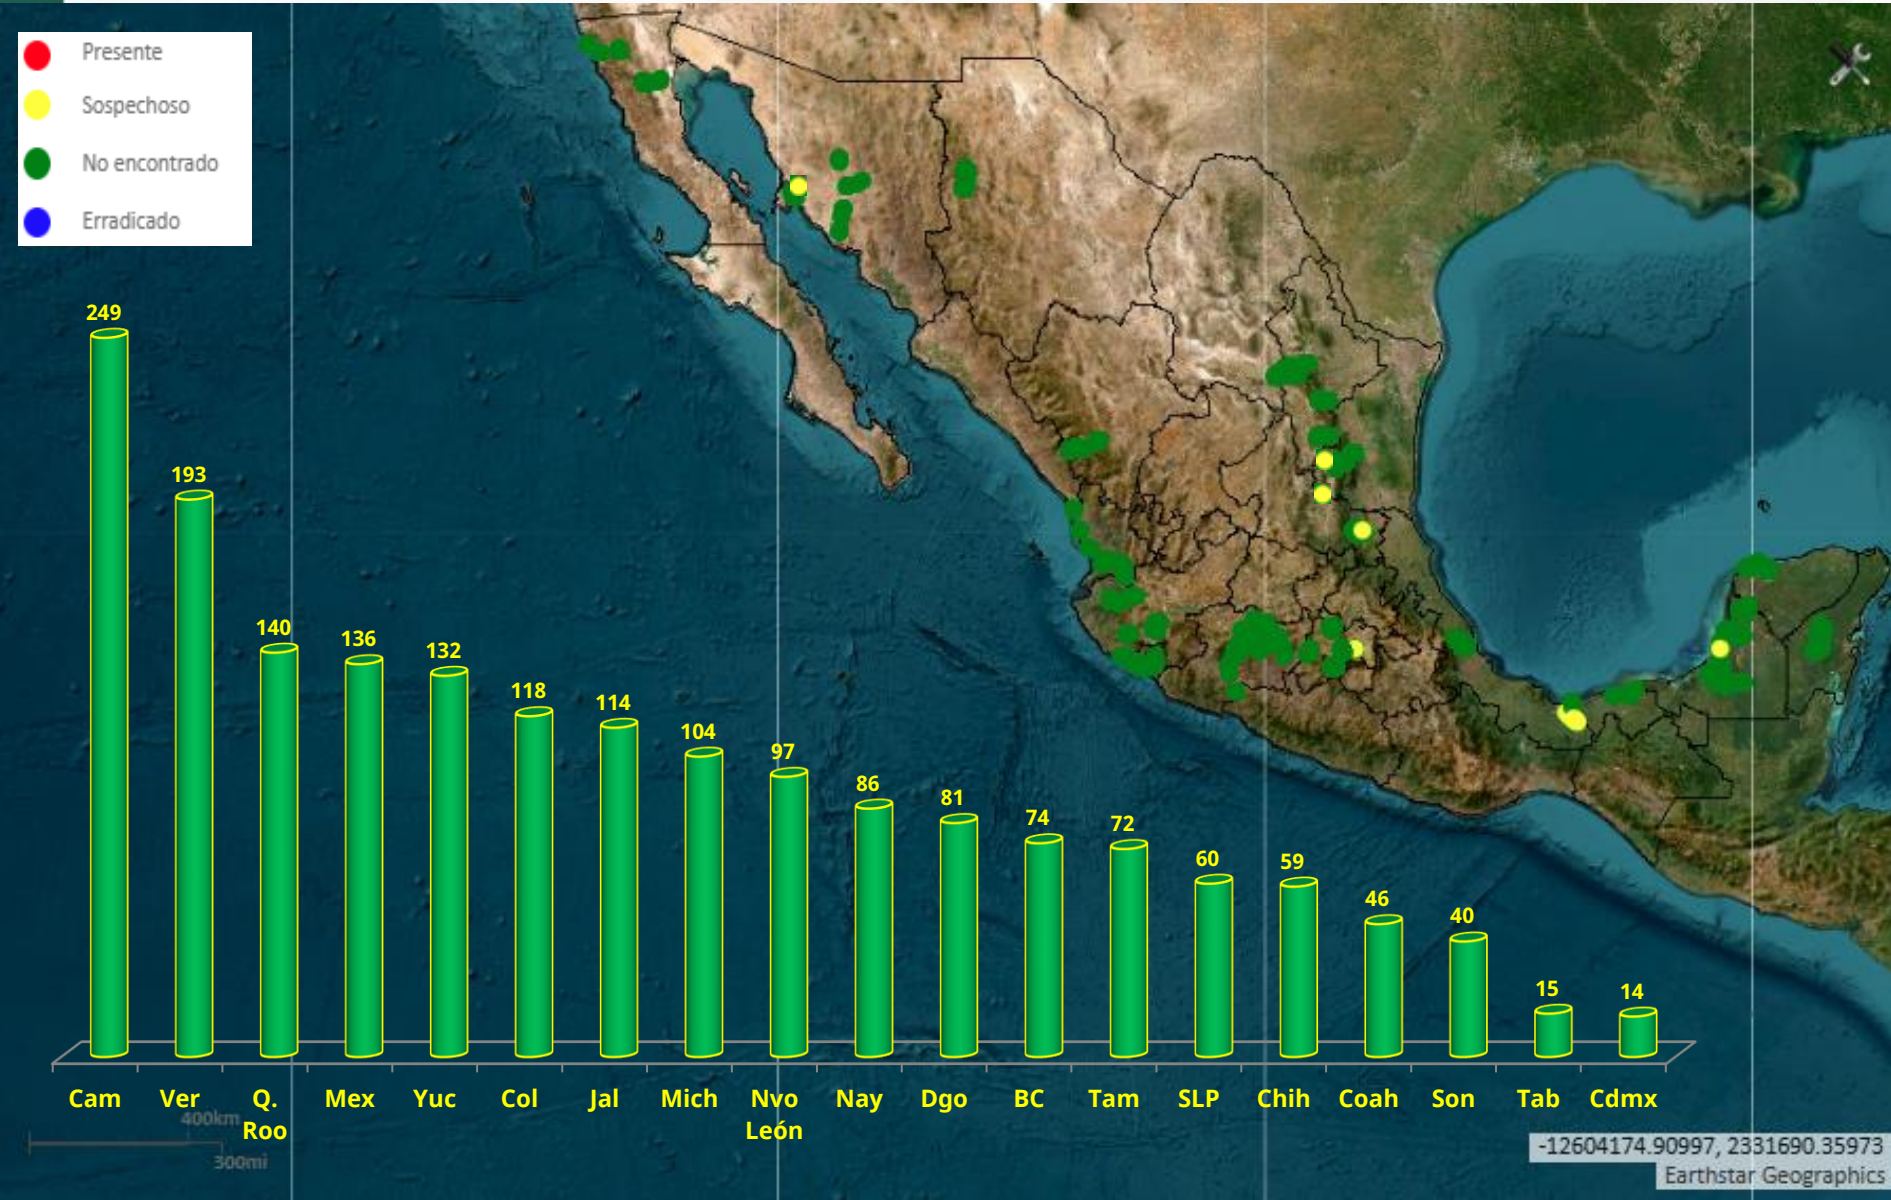 Presente
Sospechoso
No encontrado
Erradicado
249
193
140
136
132
118
114
104
97
86
81
74
72
60
59
46
40
15
14
Cam Ver Q. Roo Mex Yuc Col Jal Mich Nvo León Nay Dgo BC Tam SLP Chih Coah Son Tab Cdmx
400km
300mi
-12604174.90997, 2331690.35973
Earthstar Geographics